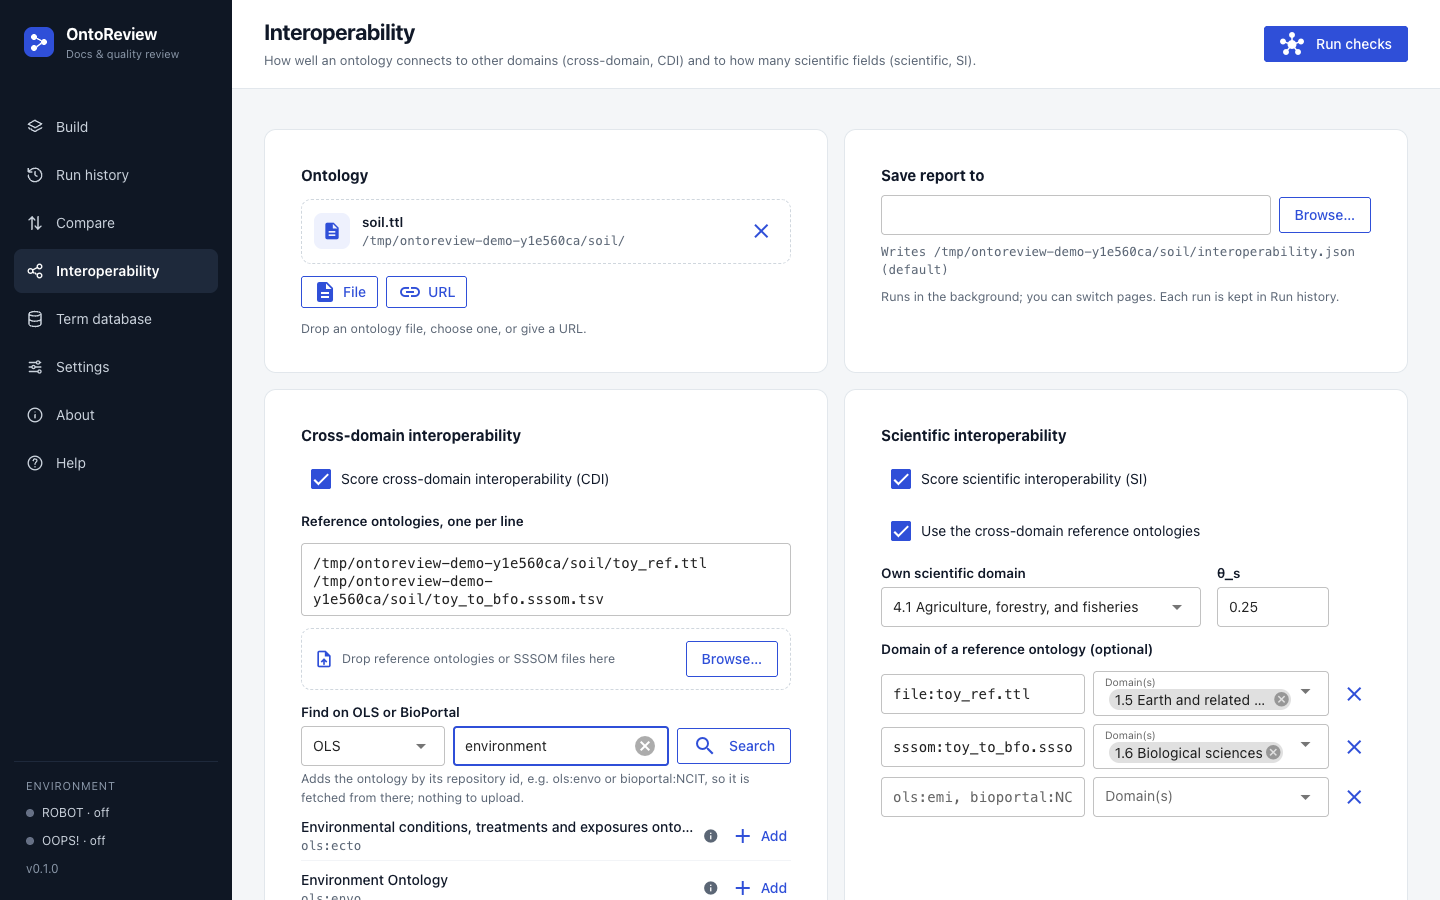 OntoReview
Docs & quality review
Build
Run history
Compare
Interoperability
Term database
Settings
About
Help
ENVIRONMENT
ROBOT · off
OOPS! · off
v0.1.0
Interoperability
How well an ontology connects to other domains (cross-domain, CDI) and to how many scientific fields (scientific, SI).
Run checks
Ontology
soil.ttl
/tmp/ontoreview-demo-y1e560ca/soil/
File
URL
Drop an ontology file, choose one, or give a URL.
Save report to
Browse...
Writes /tmp/ontoreview-demo-y1e560ca/soil/interoperability.json
(default)
Runs in the background; you can switch pages. Each run is kept in Run history.
Cross-domain interoperability
Score cross-domain interoperability (CDI)
Reference ontologies, one per line
/tmp/ontoreview-demo-y1e560ca/soil/toy_ref.ttl
/tmp/ontoreview-demo-
y1e560ca/soil/toy_to_bfo.sssom.tsv
Drop reference ontologies or SSSOM files here
Browse...
Find on OLS or BioPortal
OLS
environment
Search
Adds the ontology by its repository id, e.g. ols:envo or bioportal:NCIT, so it is
fetched from there; nothing to upload.
Environmental conditions, treatments and exposures onto...
ols:ecto
Add
Environment Ontology
ols:envo
Add
Scientific interoperability
Score scientific interoperability (SI)
Use the cross-domain reference ontologies
Own scientific domain
θ_s
4.1 Agriculture, forestry, and fisheries
0.25
Domain of a reference ontology (optional)
file:toy_ref.ttl
Domain(s)
1.5 Earth and related ...
sssom:toy_to_bfo.ssso
Domain(s)
1.6 Biological sciences
ols:emi, bioportal:NC
Domain(s)